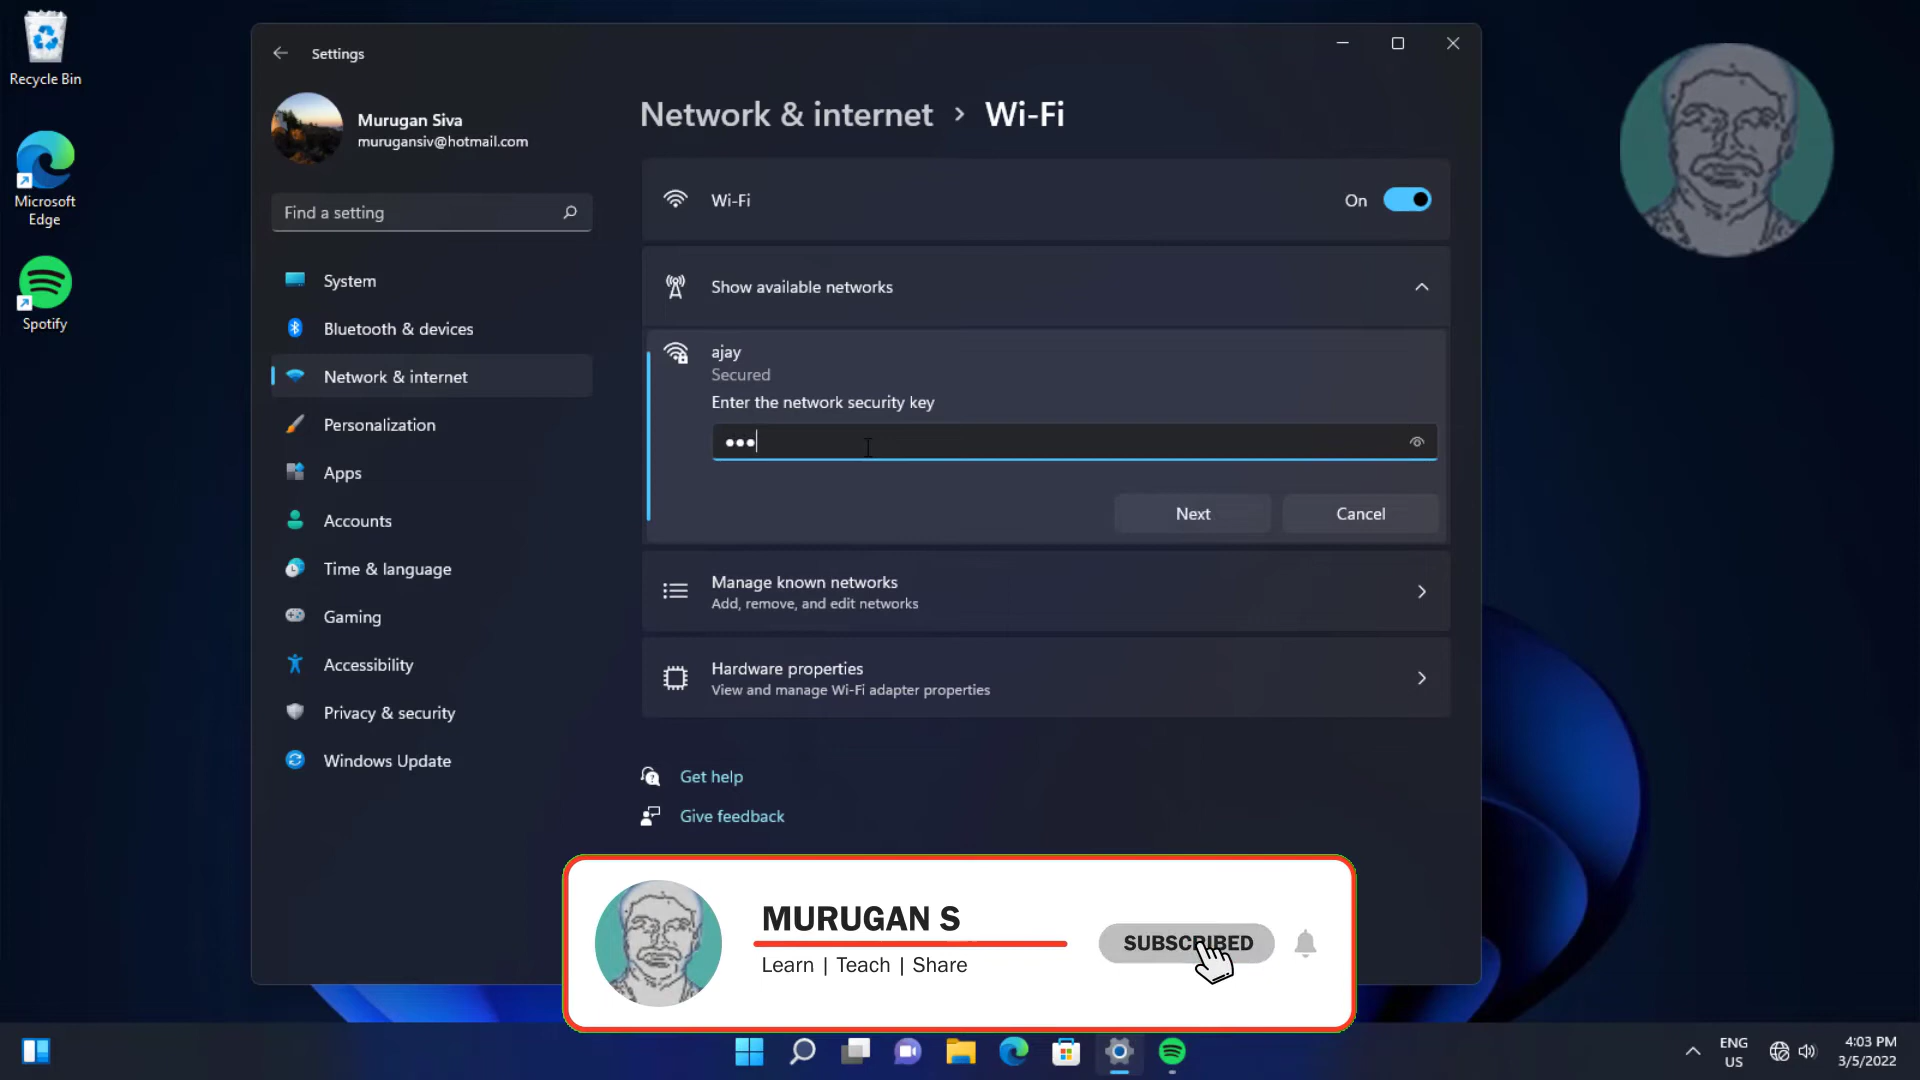 Recycle Bin
Microsoft
Edge
Spotify
Settings
Murugan Siva
murugansiv@hotmail.com
Find a setting
System
Bluetooth & devices
Network & internet
Personalization
Apps
Accounts
Time & language
Gaming
Accessibility
Privacy & security
Windows Update
Network & internet › Wi-Fi
Wi-Fi
On
Show available networks
ajay
Secured
Enter the network security key
Next
Cancel
Manage known networks
Add, remove, and edit networks
Hardware properties
View and manage Wi-Fi adapter properties
Get help
Give feedback
MURUGAN S
Learn | Teach | Share
SUBSCRIBED
ENG
US
4:03 PM
3/5/2022